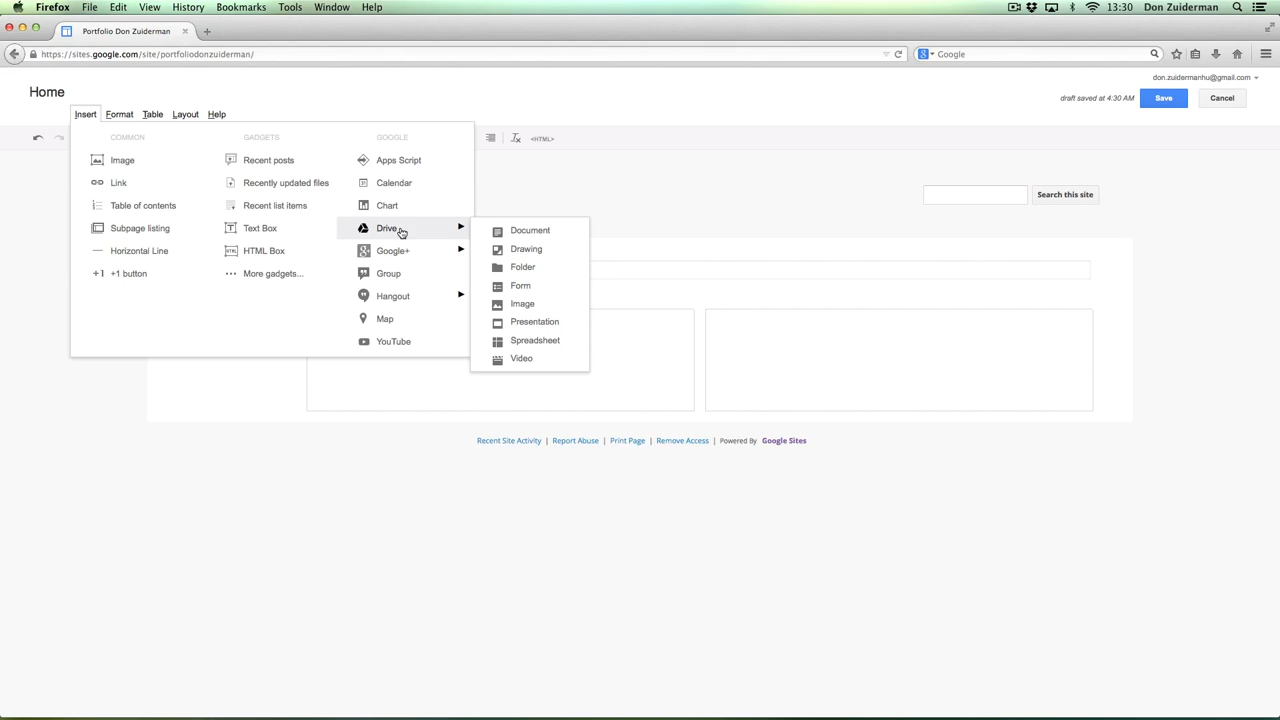 Firefox File Edit View History Bookmarks Tools Window Help 13:30 Don Zuiderman
Portfolio Don Zuiderman
https://sites.google.com/site/portfoliodonzuiderman/ Google
don.zuidermanhu@gmail.com
Home
draft saved at 4:30 AM Save Cancel
Insert Format Table Layout Help
COMMON GADGETS GOOGLE <HTML>
Image Recent posts Apps Script
Link Recently updated files 31 Calendar
Table of contents Recent list items Chart
Search this site
Subpage listing Text Box Drive
Horizontal Line HTML HTML Box Google+
+1 +1 button More gadgets... Group
Hangout
Map
YouTube
Document
Drawing
Folder
Form
Image
Presentation
Spreadsheet
Video
Recent Site Activity | Report Abuse | Print Page | Remove Access | Powered By Google Sites